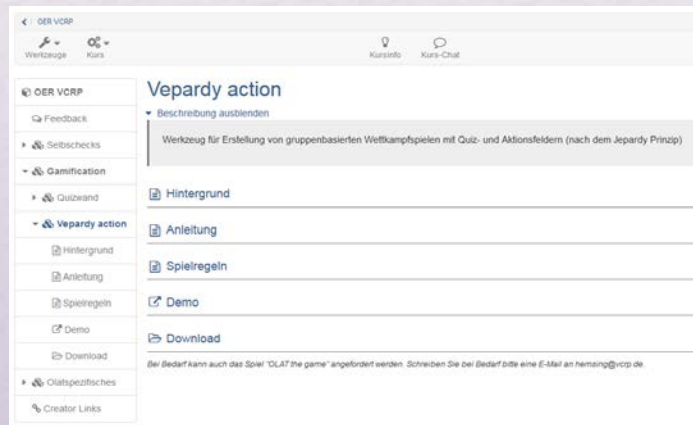 OER VCRP
Werkzeuge
Kurs
Kursinfo
Kurs-Chat
OER VCRP
Feedback
Selbschecks
Gamification
Quizwand
Vepardy action
Hintergrund
Anleitung
Spielregeln
Demo
Download
Olatspezifisches
Creator Links
Vepardy action
Beschreibung ausblenden
Werkzeug für Erstellung von gruppenbasierten Wettkampfspielen mit Quiz- und Aktionsfeldern (nach dem Jepardy Prinzip)
Hintergrund
Anleitung
Spielregeln
Demo
Download
Bei Bedarf kann auch das Spiel "OLAT the game" angefordert werden. Schreiben Sie bei Bedarf bitte eine E-Mail an hemsing@vcrp.de.